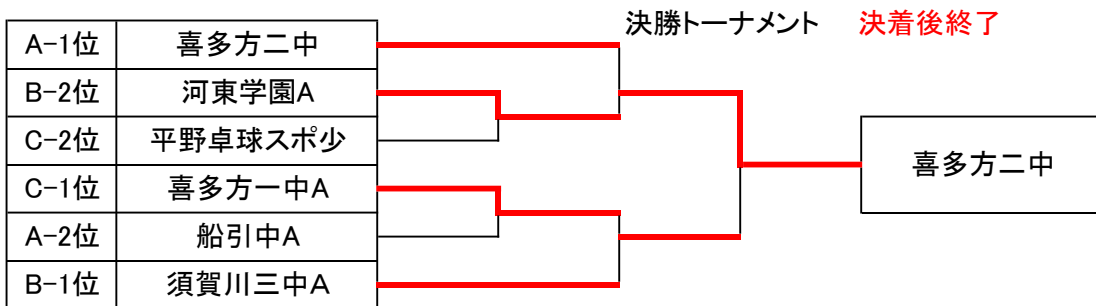 決勝トーナメント 決着後終了
A-1位 喜多方二中
B-2位 河東学園A
C-2位 平野卓球スポ少
C-1位 喜多方一中A
A-2位 船引中A
B-1位 須賀川三中A
喜多方二中